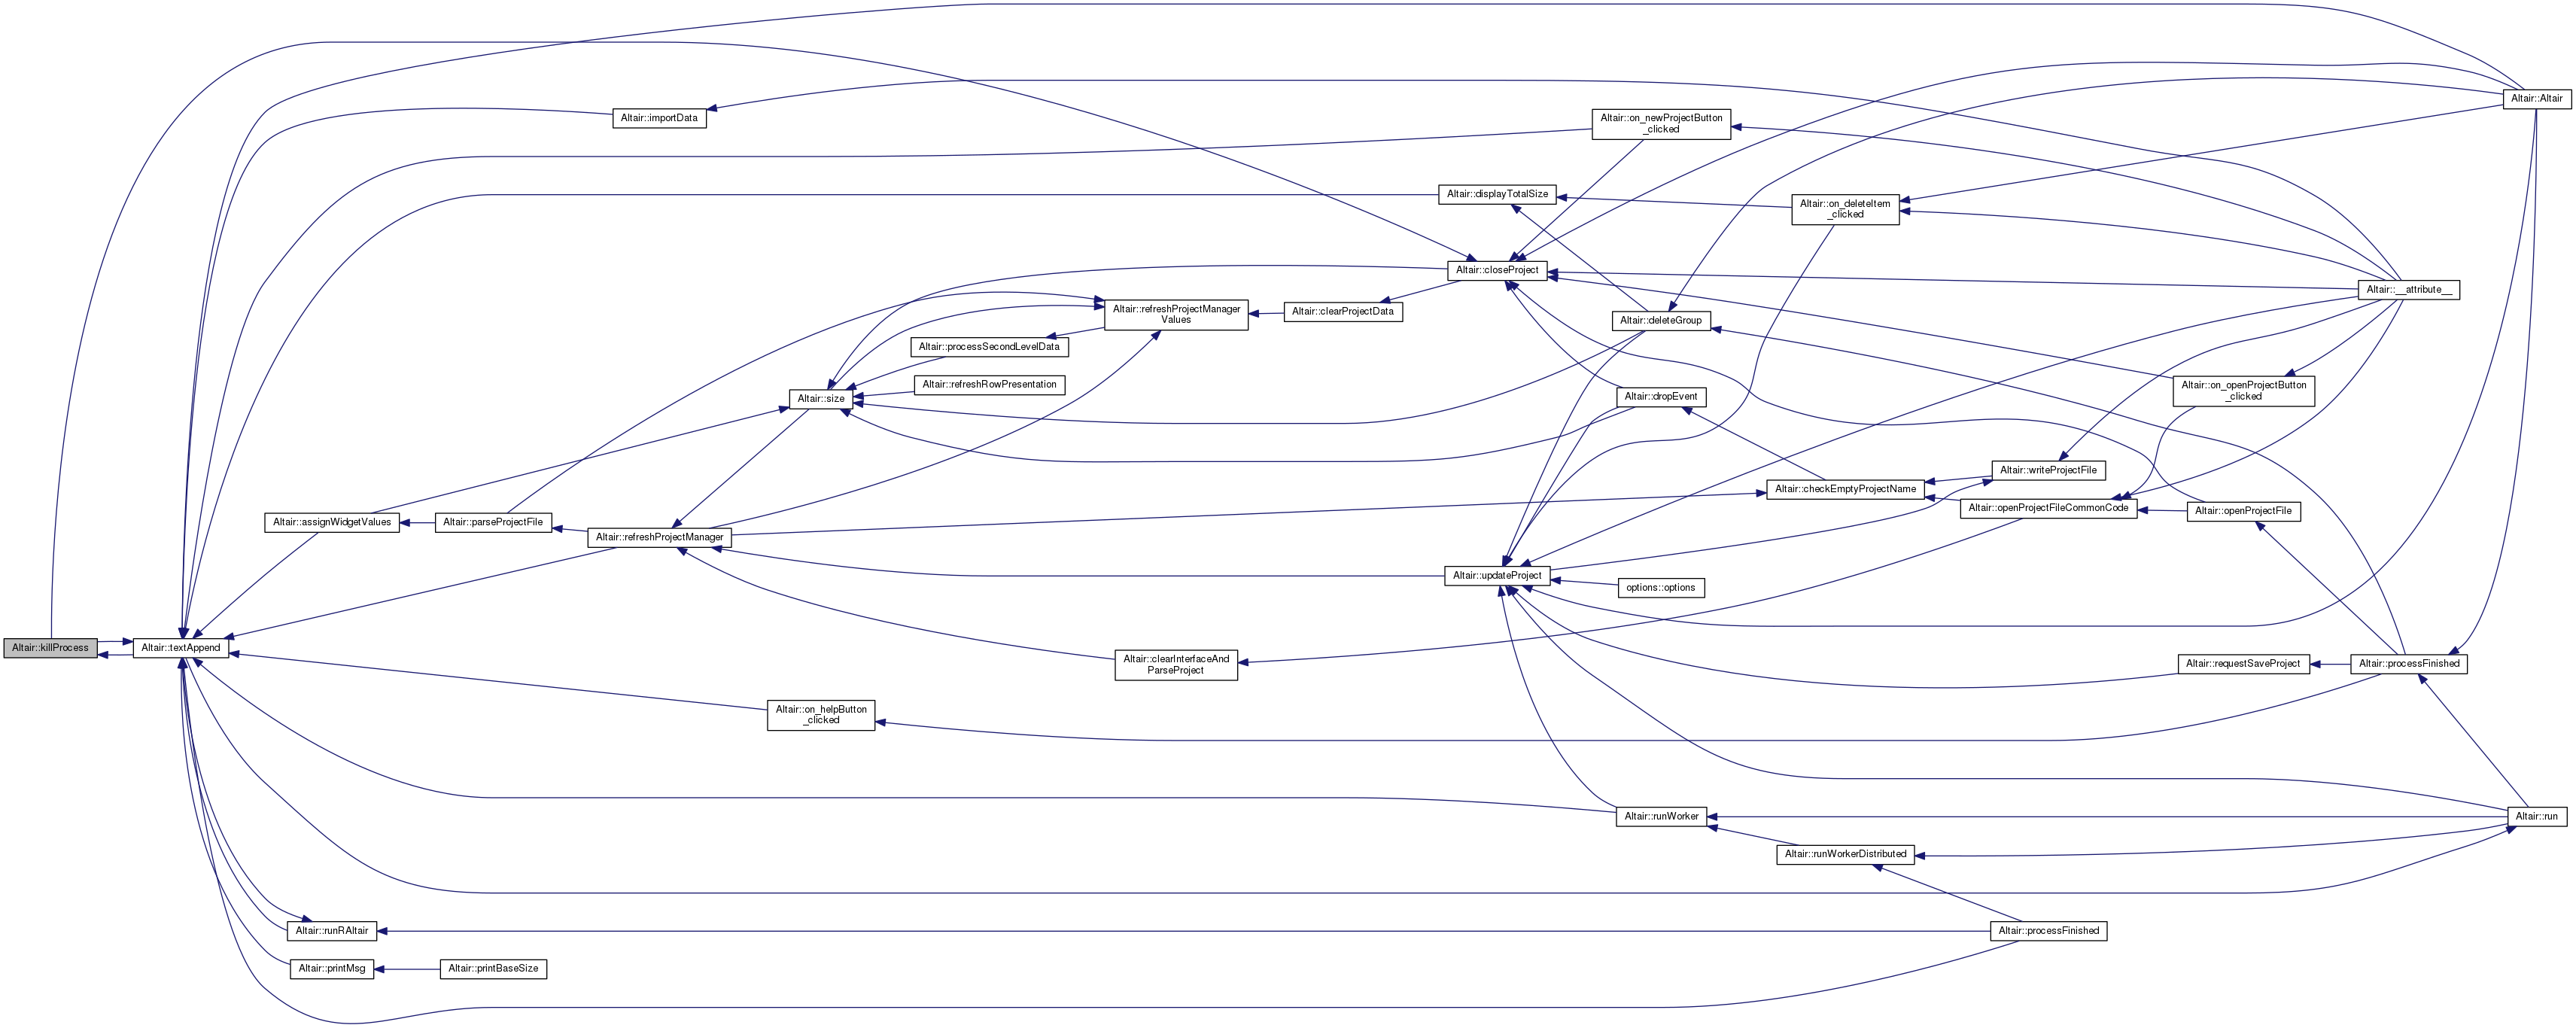 Altair::Altair
Altair::importData
Altair::on_newProjectButton
_clicked
Altair::displayTotalSize
Altair::on_deleteItem
_clicked
Altair::closeProject
Altair::__attribute__
Altair::refreshProjectManager
Values
Altair::clearProjectData
Altair::deleteGroup
Altair::processSecondLevelData
Altair::refreshRowPresentation
Altair::on_openProjectButton
_clicked
Altair::size
Altair::dropEvent
Altair::writeProjectFile
Altair::checkEmptyProjectName
Altair::openProjectFileCommonCode
Altair::openProjectFile
Altair::assignWidgetValues
Altair::parseProjectFile
Altair::refreshProjectManager
Altair::updateProject
options::options
Altair::killProcess
Altair::textAppend
Altair::clearInterfaceAnd
ParseProject
Altair::requestSaveProject
Altair::processFinished
Altair::on_helpButton
_clicked
Altair::runWorker
Altair::run
Altair::runWorkerDistributed
Altair::runRAltair
Altair::processFinished
Altair::printMsg
Altair::printBaseSize